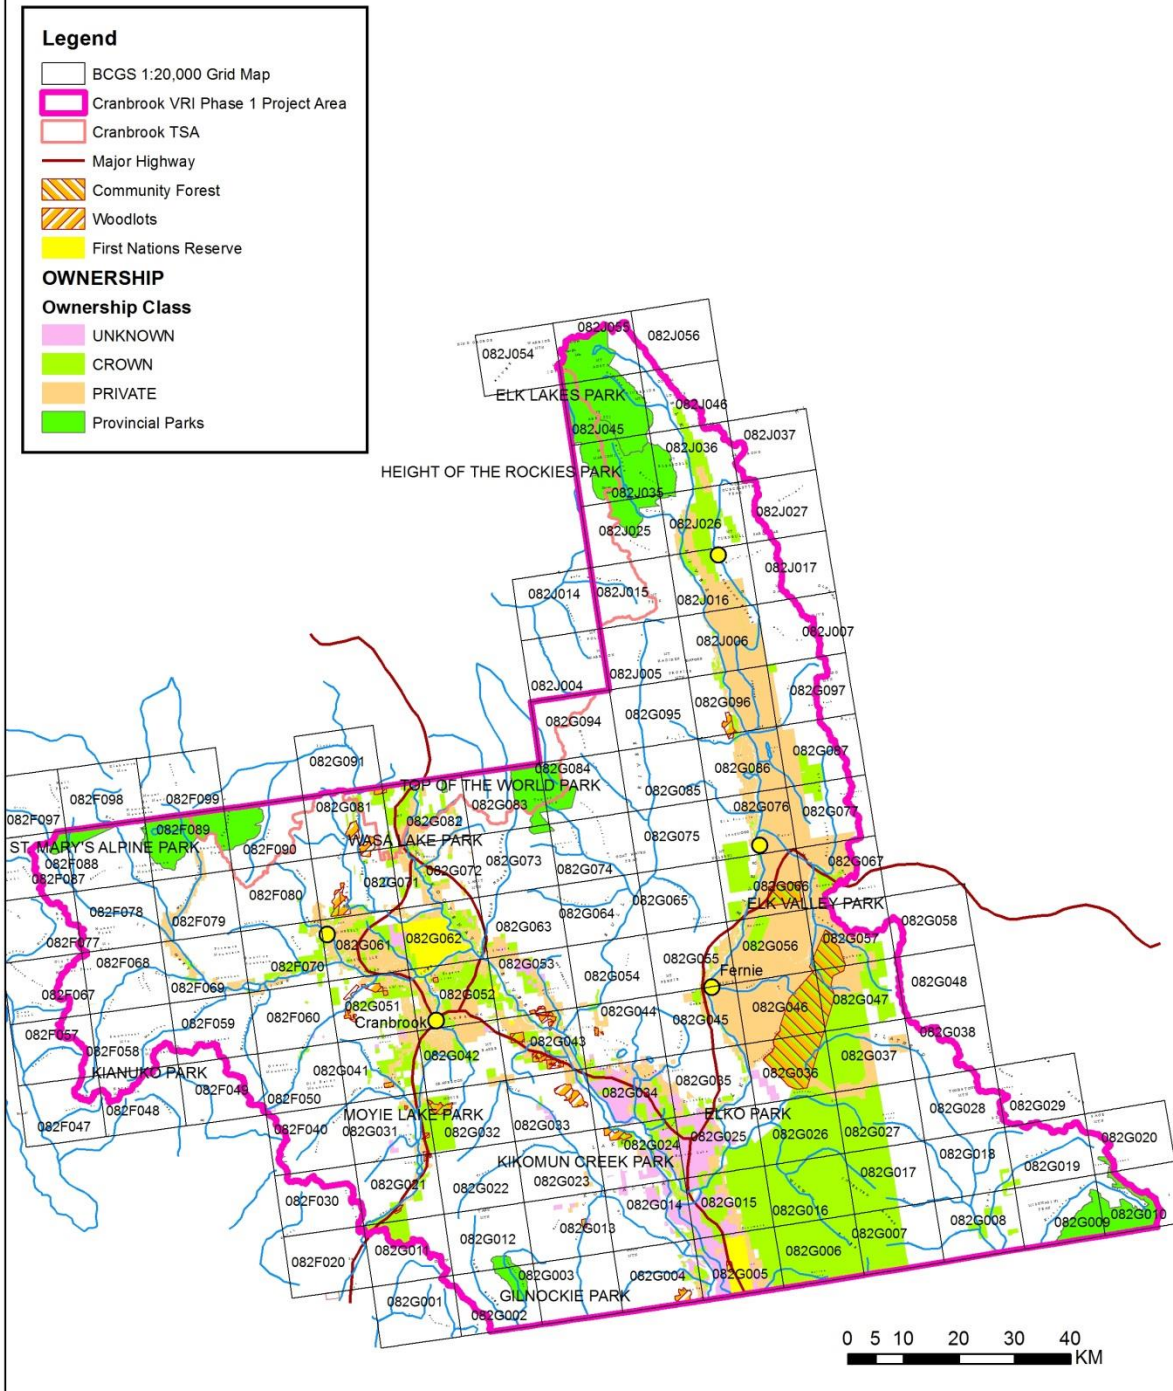 Legend
BCGS 1:20,000 Grid Map
Cranbrook VRI Phase 1 Project Area
Cranbrook TSA
Major Highway
Community Forest
Woodlots
First Nations Reserve
OWNERSHIP
Ownership Class
UNKNOWN
CROWN
PRIVATE
Provincial Parks
082J055
082J056
082J054
ELK LAKES PARK
082J046
082J045
082J037
082J036
HEIGHT OF THE ROCKIES PARK
082J035
082J027
082J026
082J025
082J017
082J014
082J015
082J016
082J007
082J006
082J005
082J004
082G097
082G096
082G095
082G094
082G087
082G091
082G086
082G084
TOP OF THE WORLD PARK
082G085
082F098
082F099
082G081
082G083
082G076
082G077
082F097
082G082
082F089
082G075
WASA LAKE PARK
ST. MARY'S ALPINE PARK
082F090
082F088
082G073
082G067
082G072
082G074
082F087
082G071
082G066
082F080
082G065
ELK VALLEY PARK
082F078
082G064
082F079
082G058
082G063
082G062
082G057
082F077
082G061
082G056
082G055
082F068
082F070
082G053
Fernie
082G054
082G048
082F067
082F069
082G052
082G047
082G051
082G046
082G044
082F060
082G045
Cranbrook
082F059
082F057
082G038
082G043
082F058
082G042
082G037
KIANUKO PARK
082G041
082G036
082G035
082F049
082G034
082F050
082G028
082G029
082F048
MOYIE LAKE PARK
ELKO PARK
082F047
082F040
082G031
082G032
082G033
082G026
082G027
082G020
082G025
082G024
082G018
KIKOMUN CREEK PARK
082G019
082G017
082G023
082G021
082G022
082F030
082G014
082G015
082G016
082G010
082G009
082G008
082G013
082G012
082G007
082G006
082G011
082F020
082G003
082G004
082G005
GILNOCKIE PARK
082G001
082G002
0 5 10 20 30 40
KM